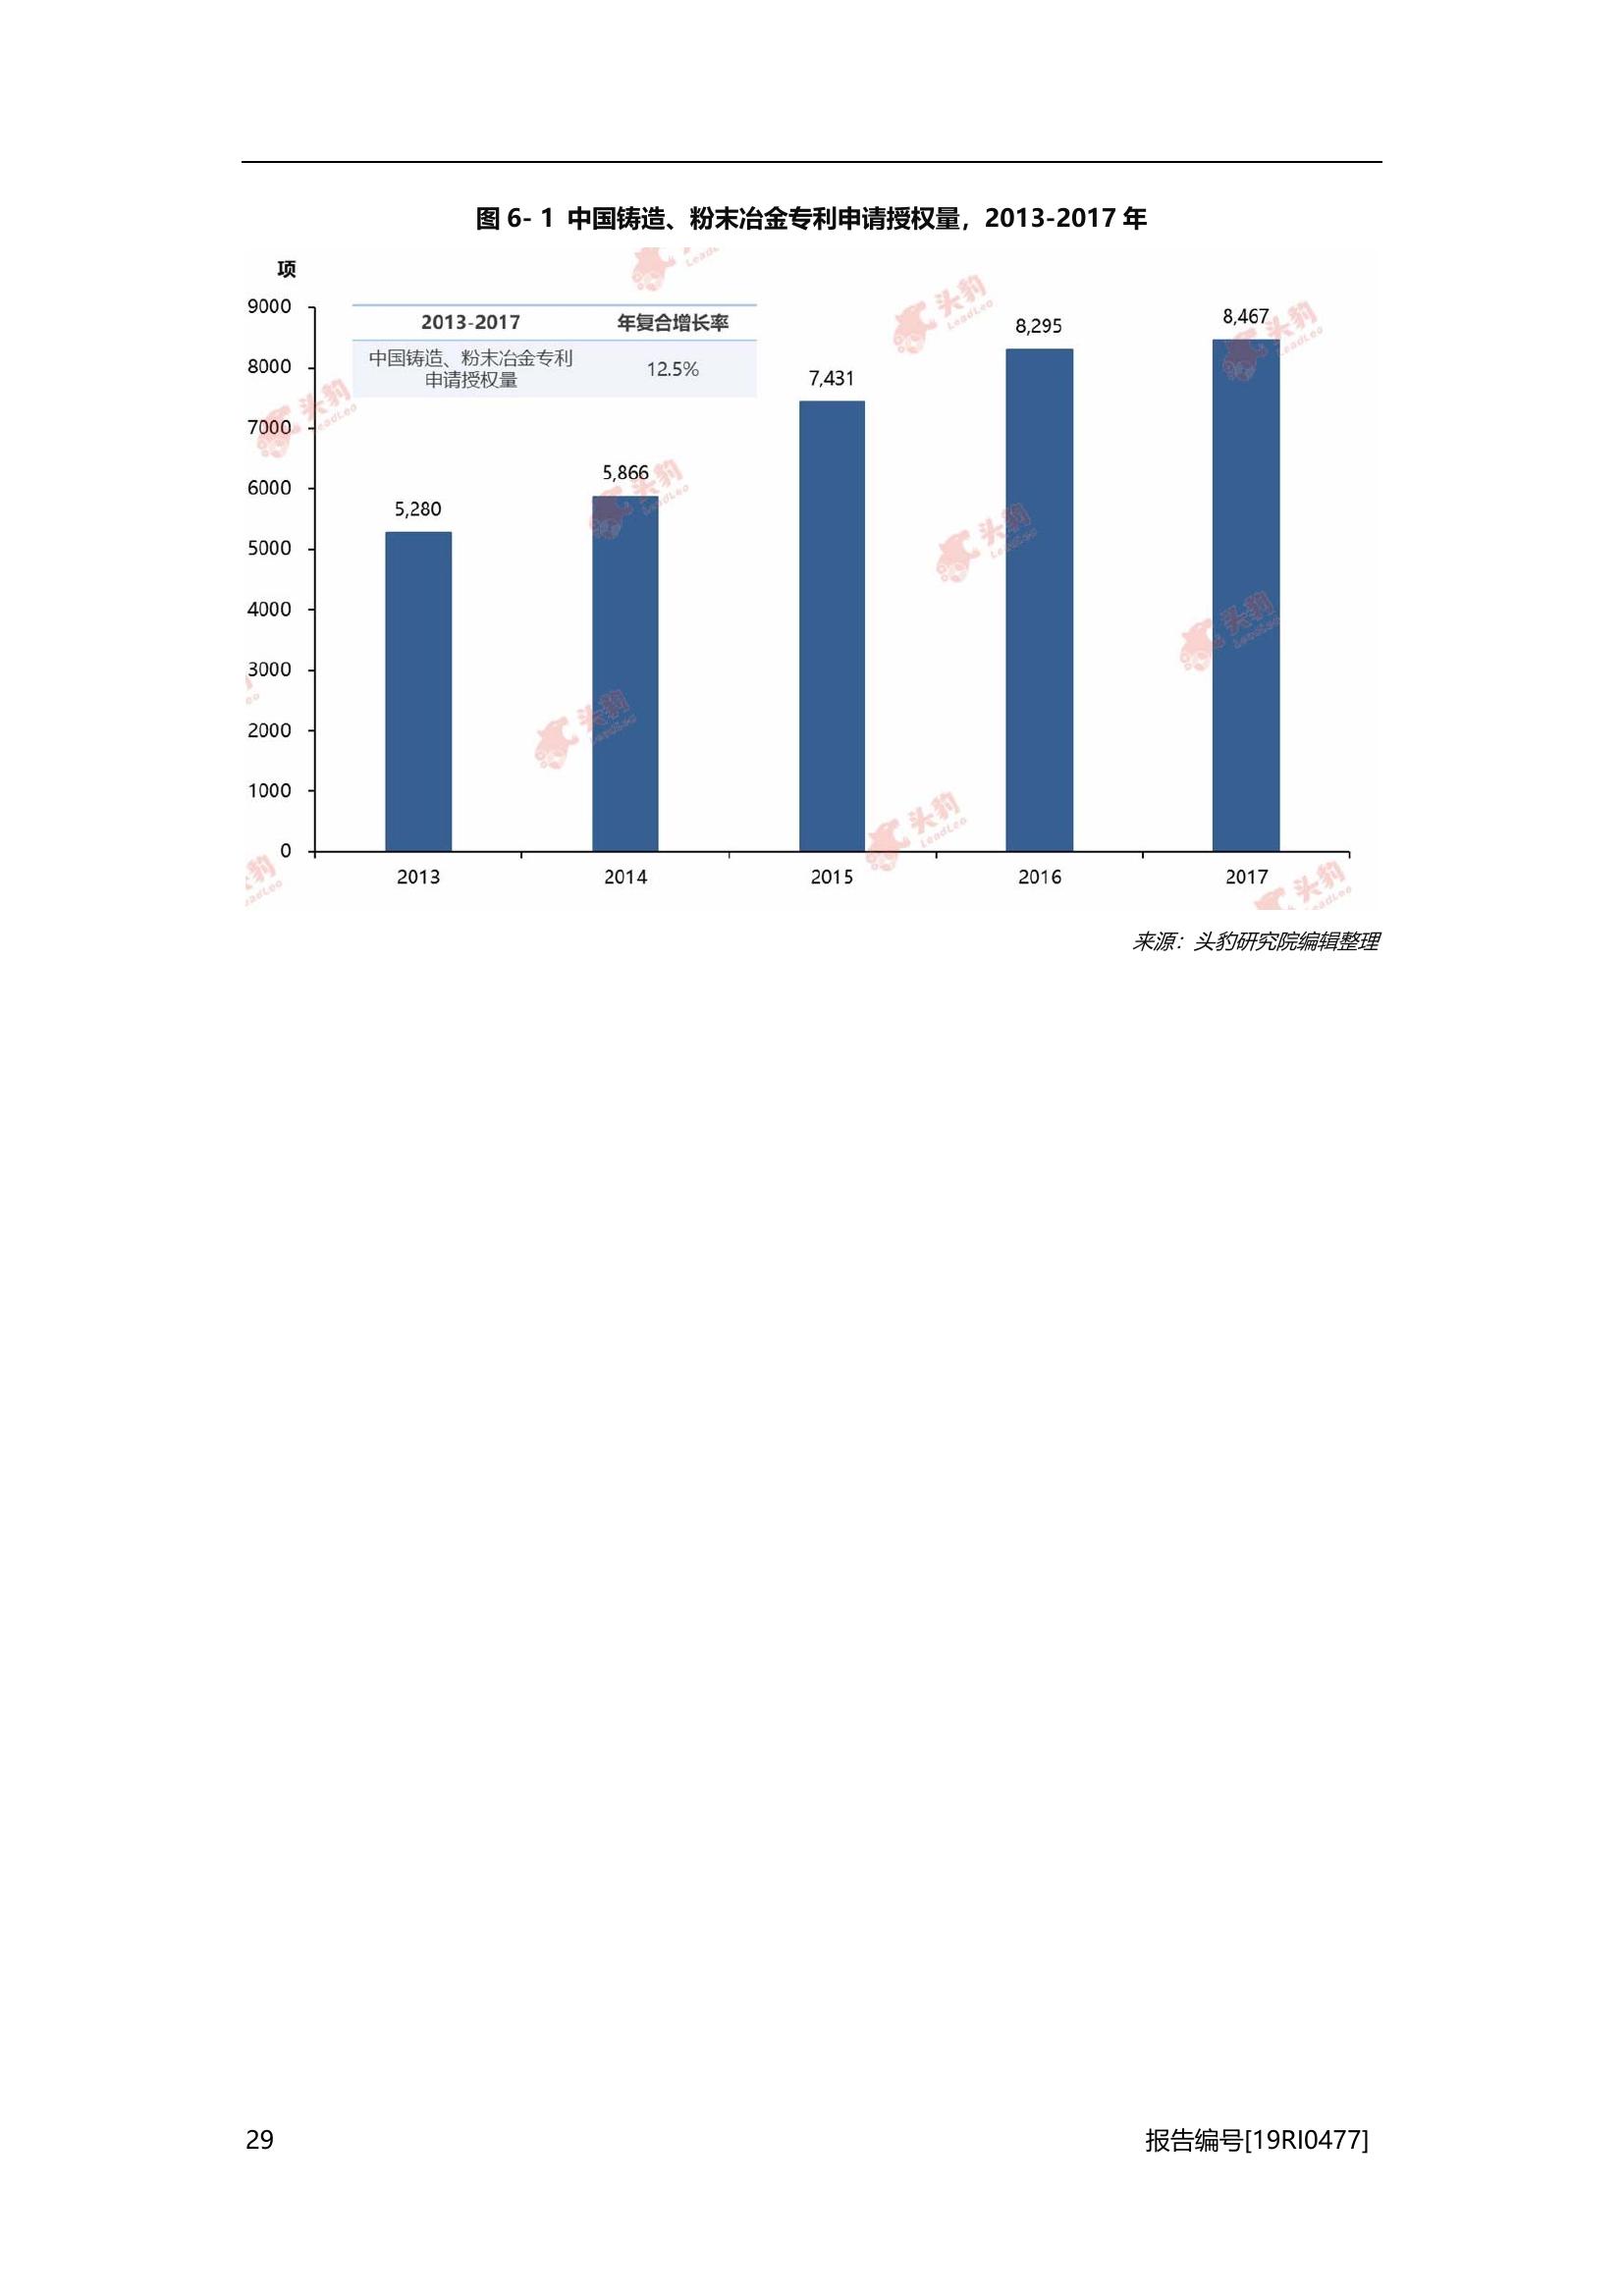 图 6- 1 中国铸造、粉末冶金专利申请授权量，2013-2017 年
项
9000
8000
7000
6000
5000
4000
3000
2000
1000
0
2013-2017 年复合增长率
中国铸造、粉末冶金专利
申请授权量 12.5%
5,280
5,866
7,431
8,295
8,467
2013 2014 2015 2016 2017
头豹
LeadLeo
来源：头豹研究院编辑整理
29 报告编号[19RI0477]